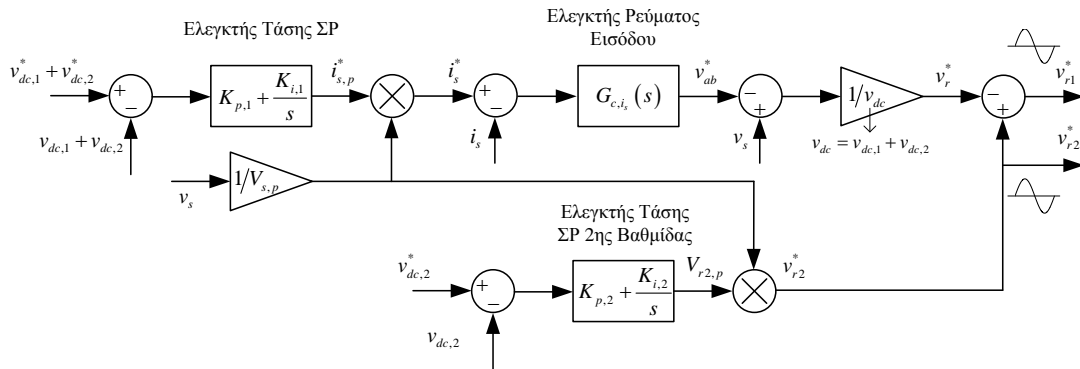 Ελεγκτής Τάσης ΣΡ
Ελεγκτής Ρεύματος
Εισόδου
v*dc,1 + v*dc,2
+
−
vdc,1 + vdc,2
Kp,1 + Ki,1/s
i*s,p
i*s
+
−
is
Gc,is(s)
v*ab
−
+
vs
1/vdc
vdc = vdc,1 + vdc,2
v*r
−
+
v*r1
v*r2
vs
1/Vs,p
Ελεγκτής Τάσης
ΣΡ 2ης Βαθμίδας
v*dc,2
+
−
vdc,2
Kp,2 + Ki,2/s
Vr2,p
v*r2